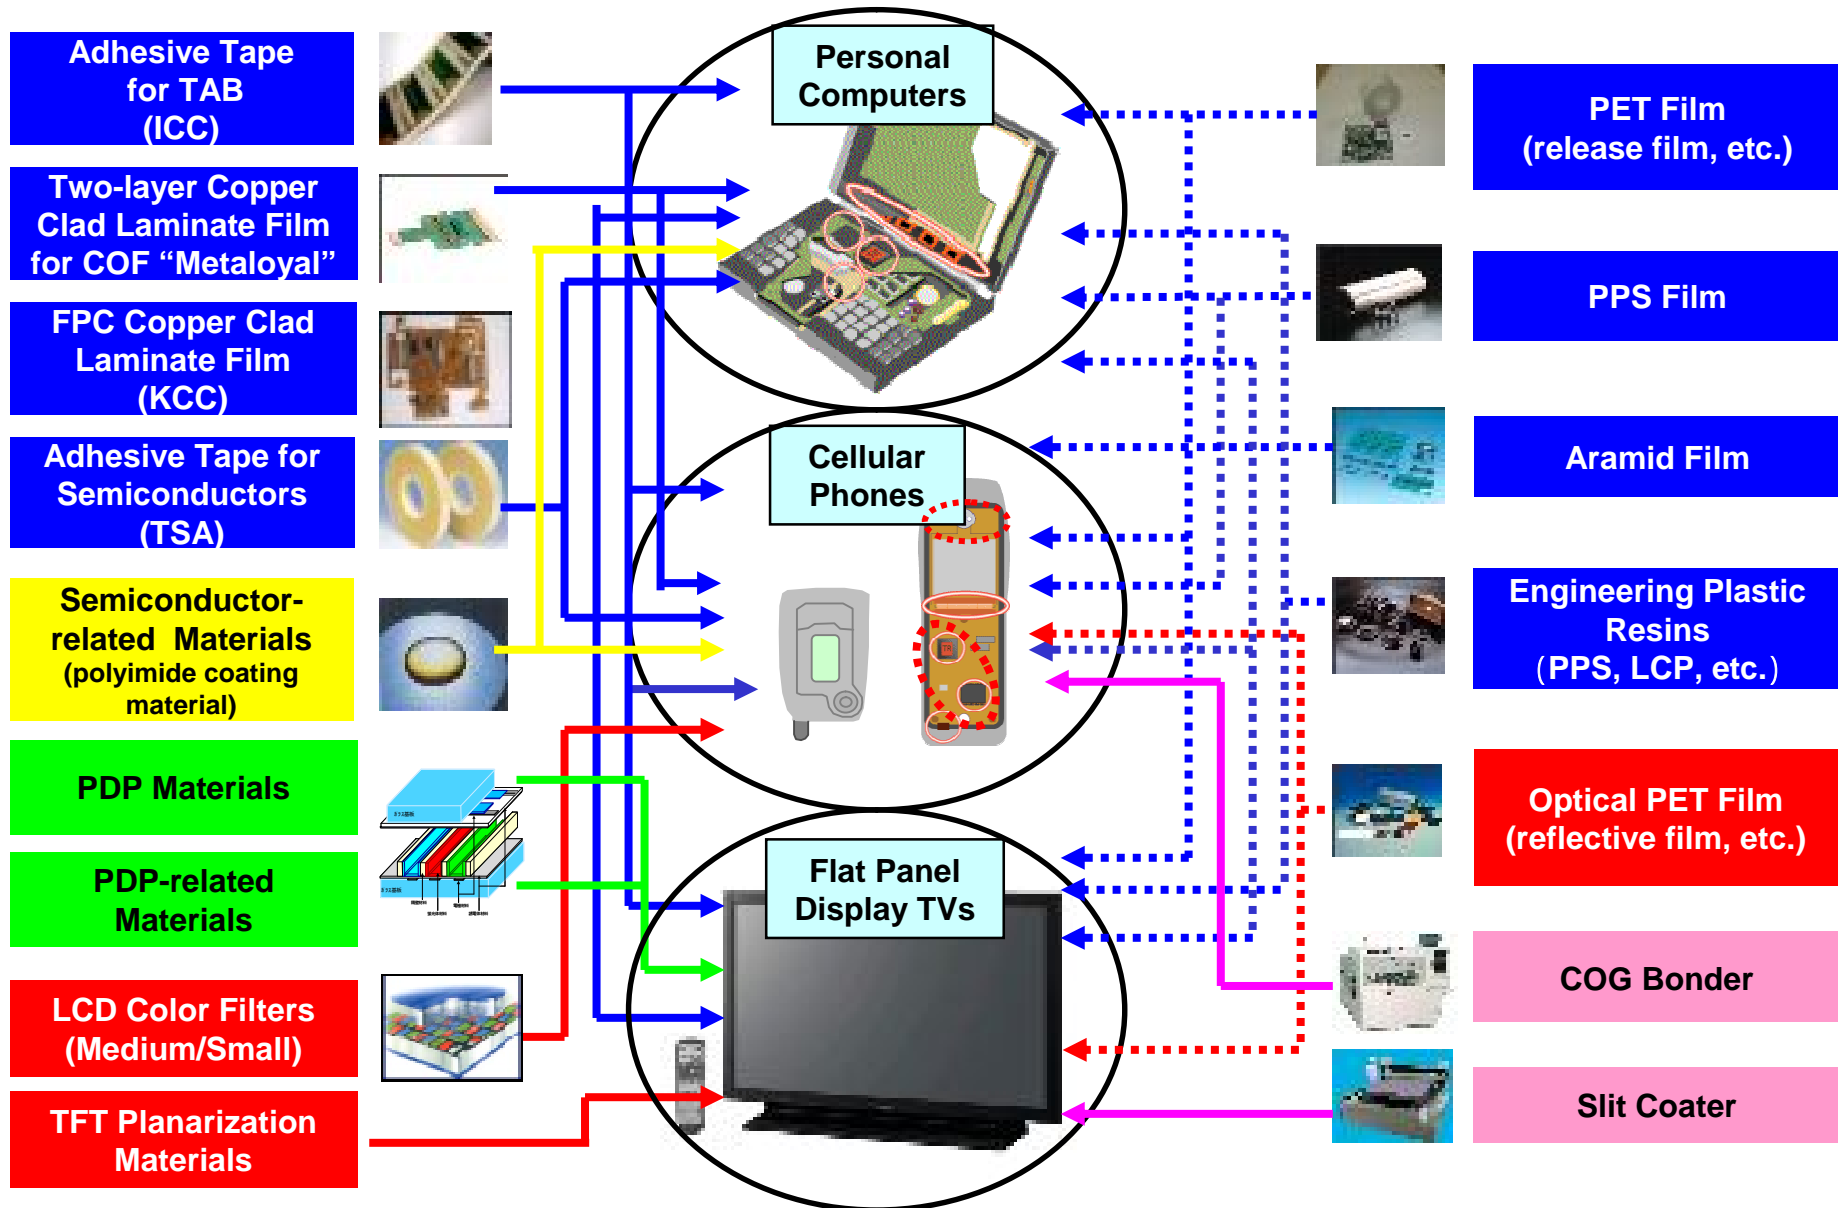 Adhesive Tape
for TAB
(ICC)
Two-layer Copper
Clad Laminate Film
for COF “Metaloyal”
FPC Copper Clad
Laminate Film
(KCC)
Adhesive Tape for
Semiconductors
(TSA)
Semiconductor-
related Materials
(polyimide coating
material)
PDP Materials
PDP-related
Materials
LCD Color Filters
(Medium/Small)
TFT Planarization
Materials
Personal
Computers
Cellular
Phones
TR
Flat Panel
Display TVs
PET Film
(release film, etc.)
PPS Film
Aramid Film
Engineering Plastic
Resins
(PPS, LCP, etc.)
Optical PET Film
(reflective film, etc.)
COG Bonder
Slit Coater